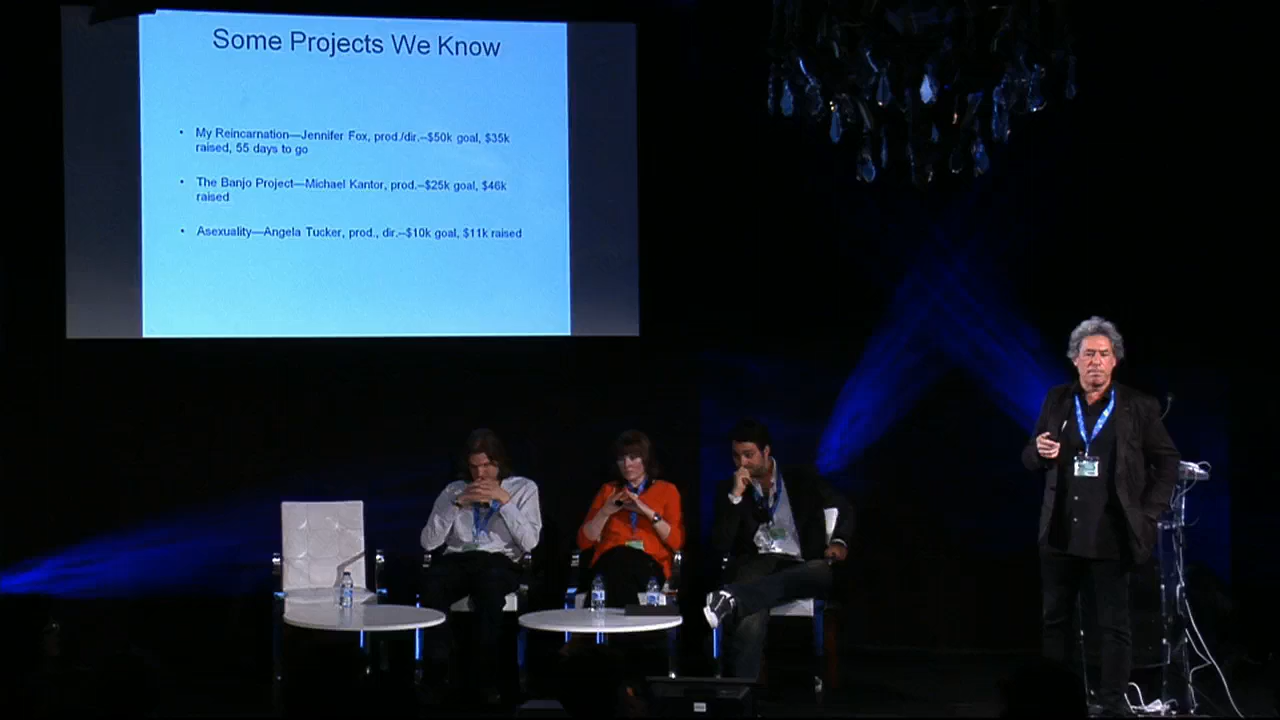 Some Projects We Know
• My Reincarnation—Jennifer Fox, prod./dir.–$50k goal, $35k
raised, 55 days to go
• The Banjo Project—Michael Kantor, prod.–$25k goal, $46k
raised
• Asexuality—Angela Tucker, prod., dir.–$10k goal, $11k raised